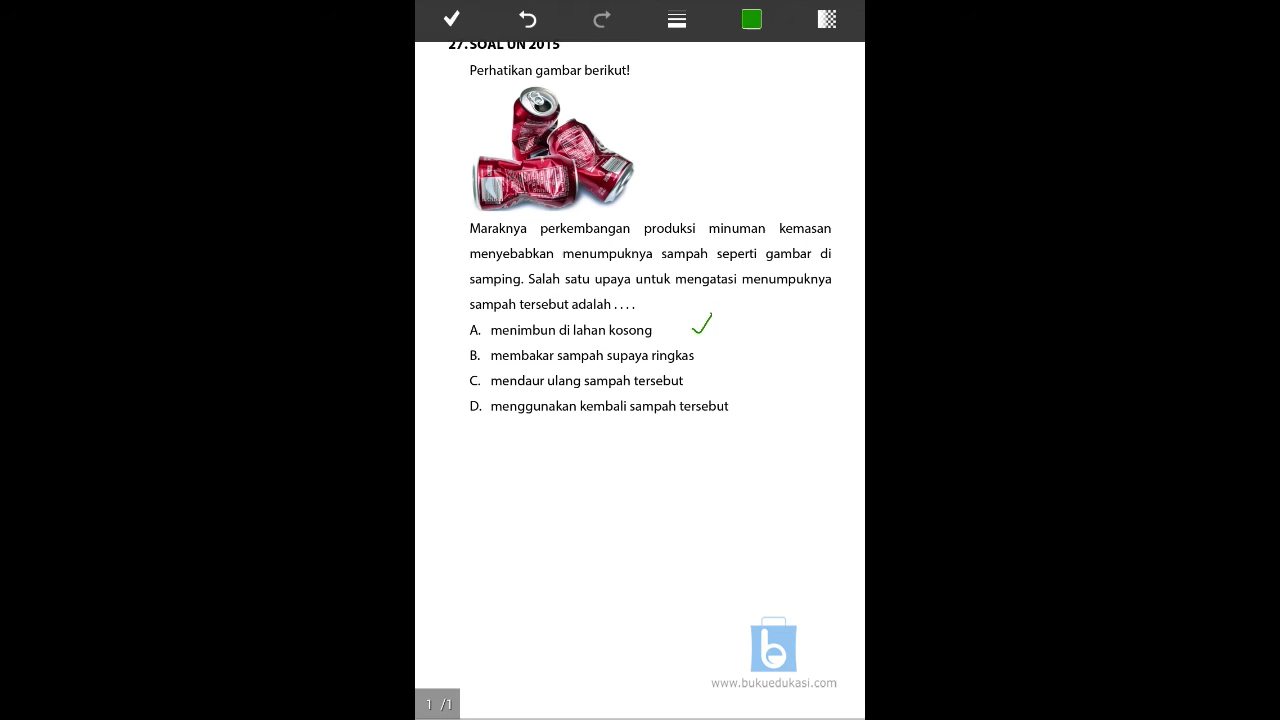 27. SOAL UN 2015
Perhatikan gambar berikut!
Maraknya perkembangan produksi minuman kemasan
menyebabkan menumpuknya sampah seperti gambar di
samping. Salah satu upaya untuk mengatasi menumpuknya
sampah tersebut adalah . . . .
A. menimbun di lahan kosong
B. membakar sampah supaya ringkas
C. mendaur ulang sampah tersebut
D. menggunakan kembali sampah tersebut
b
www.bukuedukasi.com
1 /1